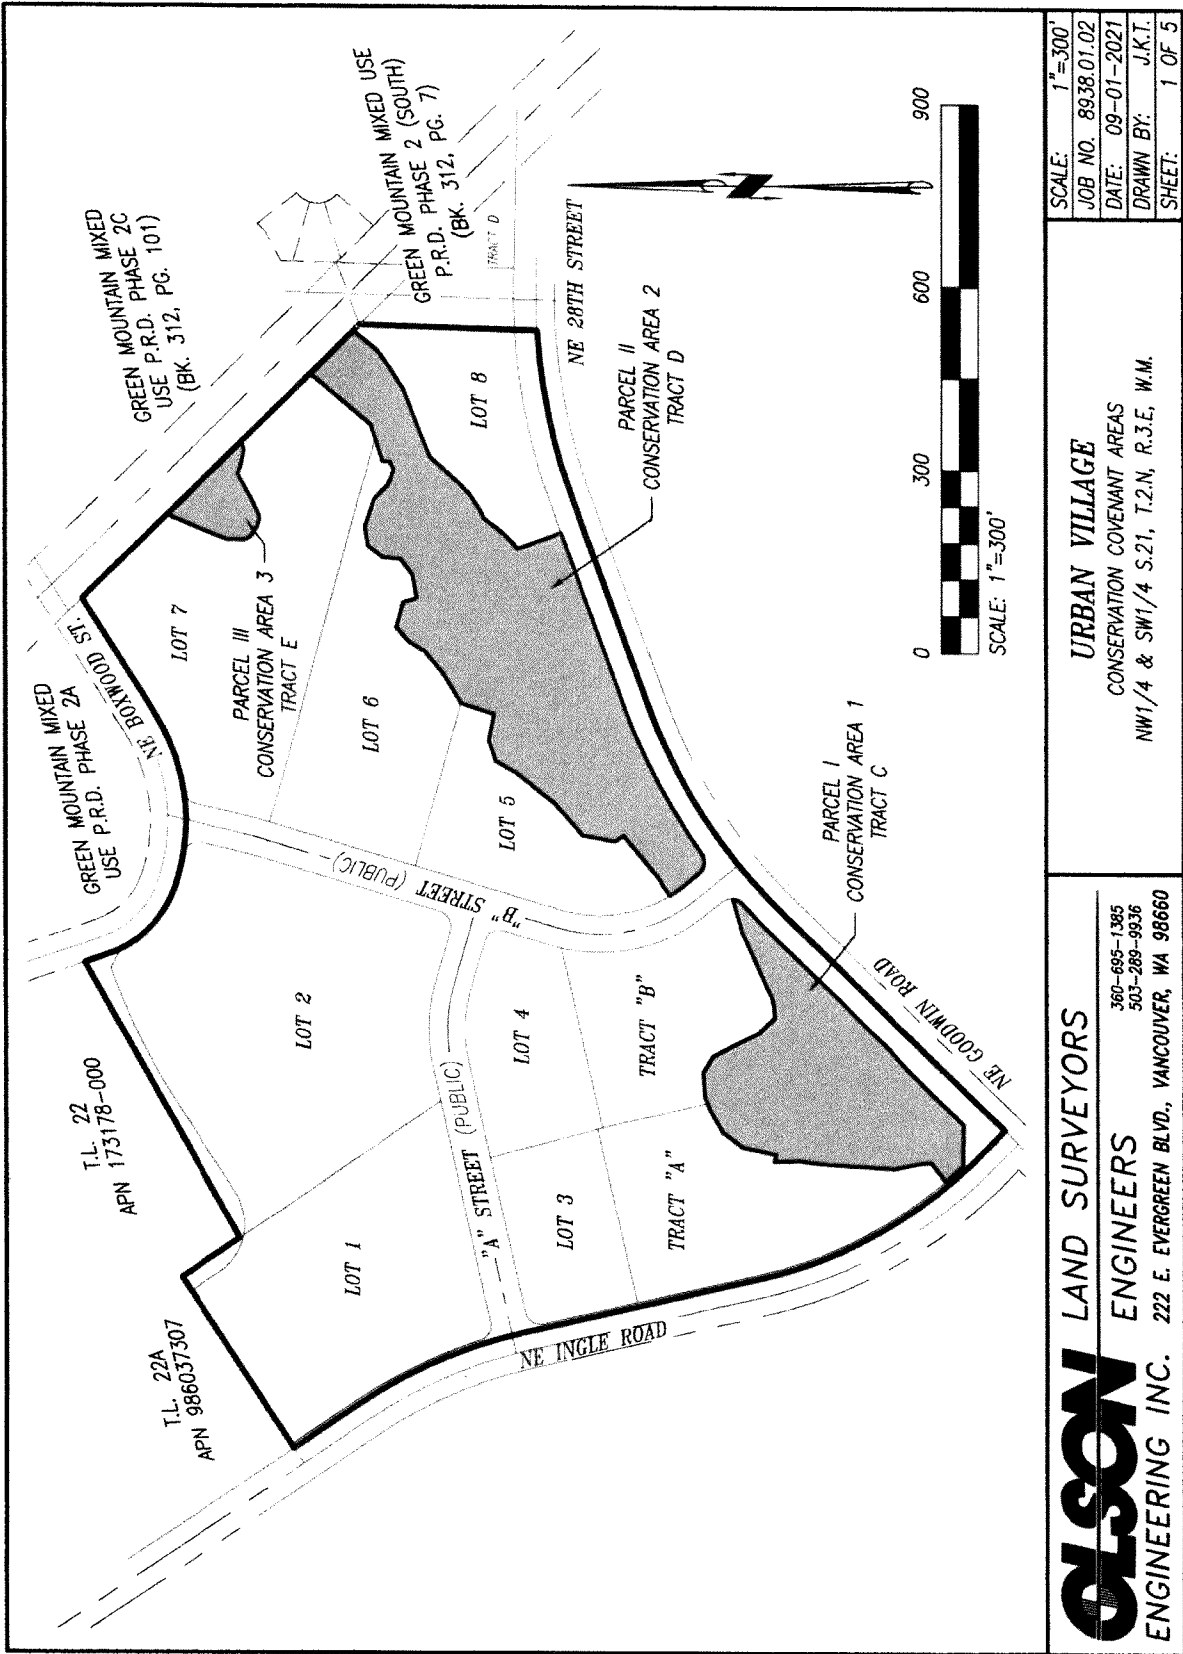 GREEN MOUNTAIN MIXED
USE P.R.D. PHASE 2A
GREEN MOUNTAIN MIXED
USE P.R.D. PHASE 2C
(BK. 312, PG. 101)
GREEN MOUNTAIN MIXED USE
P.R.D. PHASE 2 (SOUTH)
(BK. 312, PG. 7)
T.L. 22
APN 173178-000
T.L. 22A
APN 986037307
NE BOXWOOD ST.
TRACT D
LOT 7
PARCEL III
CONSERVATION AREA 3
TRACT E
LOT 8
NE 28TH STREET
LOT 6
LOT 2
LOT 1
"B" STREET (PUBLIC)
LOT 5
PARCEL II
CONSERVATION AREA 2
TRACT D
"A" STREET (PUBLIC)
LOT 4
LOT 3
TRACT "B"
TRACT "A"
NE INGLE ROAD
PARCEL I
CONSERVATION AREA 1
TRACT C
NE GOODWIN ROAD
N
0
300
600
900
SCALE: 1"=300'
OLSON
ENGINEERING INC.
LAND SURVEYORS
ENGINEERS
360-695-1385
503-289-9936
222 E. EVERGREEN BLVD., VANCOUVER, WA 98660
URBAN VILLAGE
CONSERVATION COVENANT AREAS
NW1/4 & SW1/4 S.21, T.2.N, R.3.E, W.M.
SCALE: 1"=300'
JOB NO. 8938.01.02
DATE: 09-01-2021
DRAWN BY: J.K.T.
SHEET: 1 OF 5